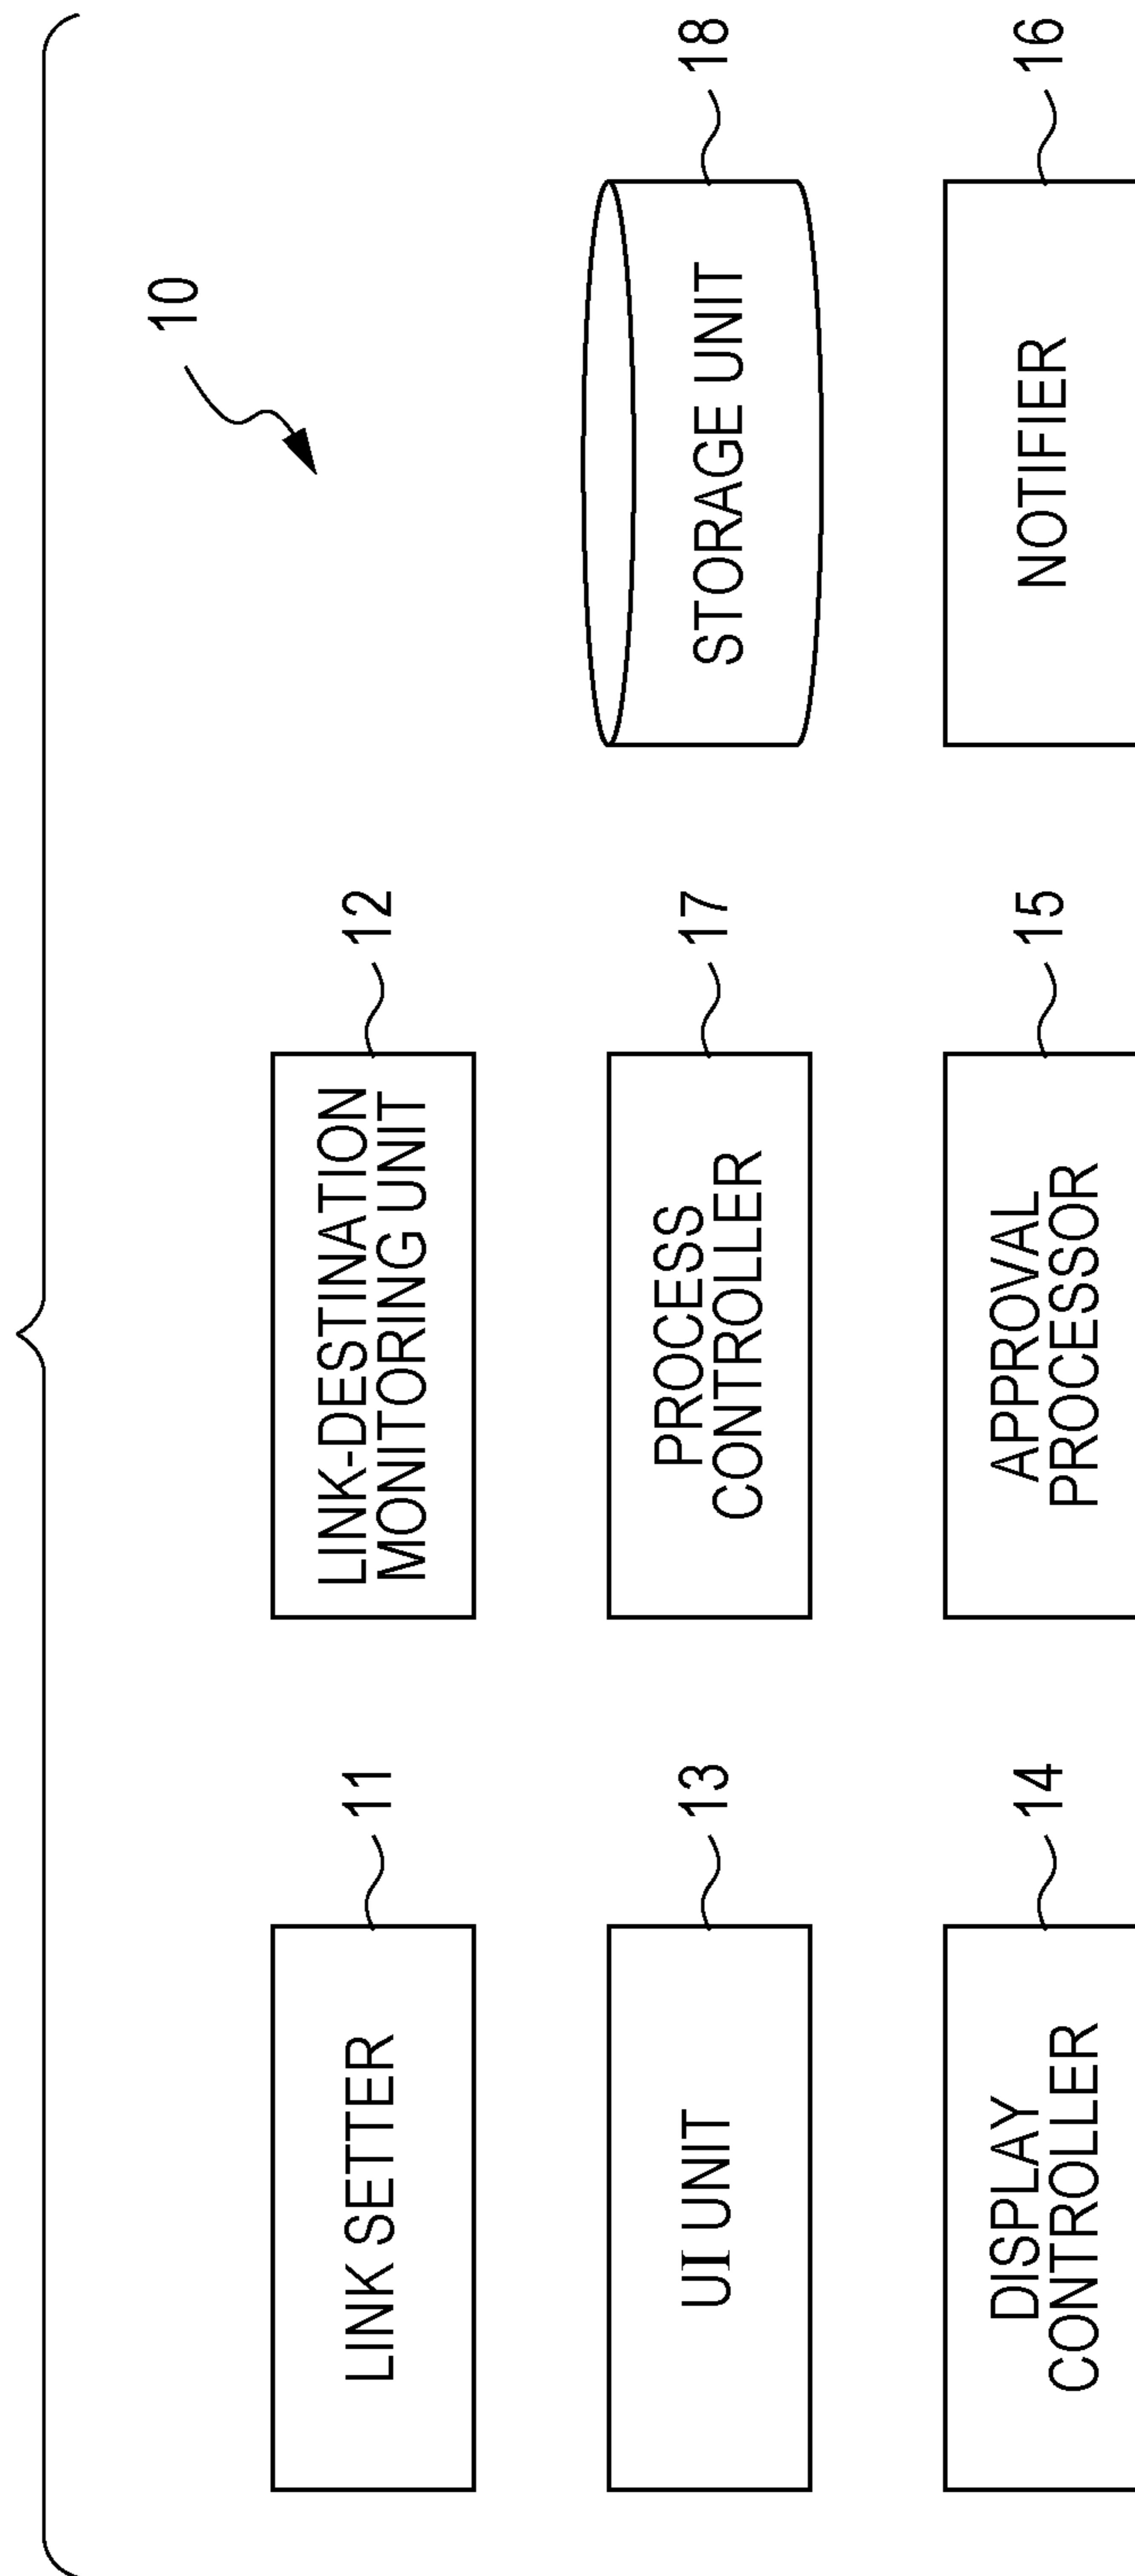 10
LINK SETTER
11
LINK-DESTINATION
MONITORING UNIT
12
UI UNIT
13
PROCESS
CONTROLLER
17
STORAGE UNIT
18
DISPLAY
CONTROLLER
14
APPROVAL
PROCESSOR
15
NOTIFIER
16